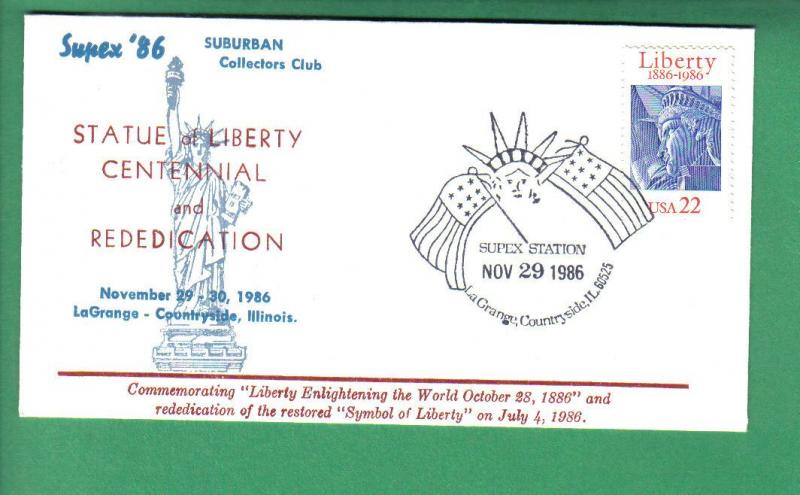 Supex '86
SUBURBAN
Collectors Club
STATUE of LIBERTY
CENTENNIAL
and
REDEDICATION
November 29 - 30, 1986
LaGrange - Countryside, Illinois.
Liberty
1886-1986
USA 22
SUPEX STATION
NOV 29 1986
LaGrange, Countryside, IL. 60525
Commemorating "Liberty Enlightening the World October 28, 1886" and
rededication of the restored "Symbol of Liberty" on July 4, 1986.